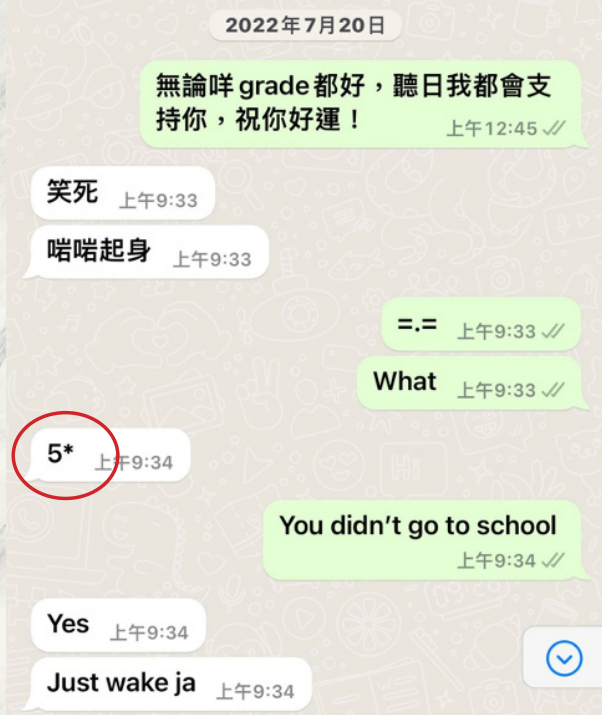 2022年7月20日
無論咩grade都好，聽日我都會支
持你，祝你好運！
上午12:45
笑死 上午9:33
啱啱起身 上午9:33
=.= 上午9:33
What 上午9:33
5* 上午9:34
You didn’t go to school
上午9:34
Yes 上午9:34
Just wake ja 上午9:34